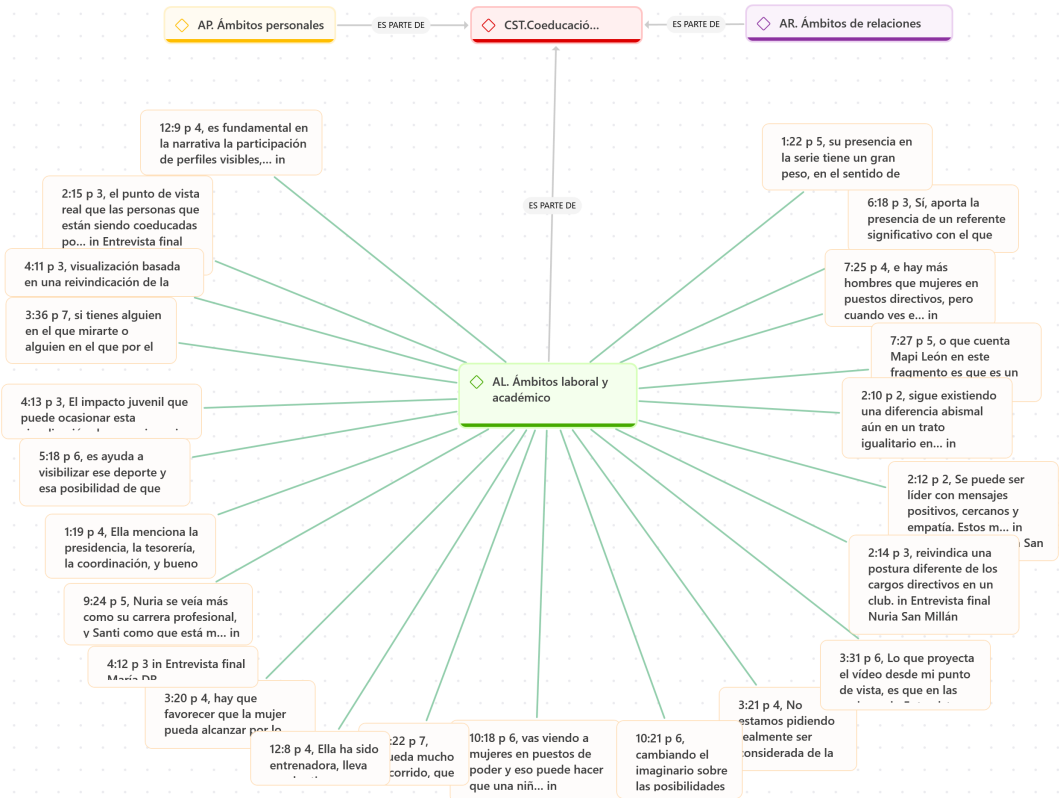 AP. Ámbitos personales
ES PARTE DE
CST.Coeducació...
ES PARTE DE
AR. Ámbitos de relaciones
ES PARTE DE
AL. Ámbitos laboral y
académico
12:9 p 4, es fundamental en
la narrativa la participación
de perfiles visibles,... in
2:15 p 3, el punto de vista
real que las personas que
están siendo coeducadas
po... in Entrevista final
4:11 p 3, visualización basada
en una reivindicación de la
3:36 p 7, si tienes alguien
en el que mirarte o
alguien en el que por el
4:13 p 3, El impacto juvenil que
puede ocasionar esta
5:18 p 6, es ayuda a
visibilizar ese deporte y
esa posibilidad de que
1:19 p 4, Ella menciona la
presidencia, la tesorería,
la coordinación, y bueno
9:24 p 5, Nuria se veía más
como su carrera profesional,
y Santi como que está m... in
4:12 p 3 in Entrevista final
María DR
3:20 p 4, hay que
favorecer que la mujer
pueda alcanzar por lo
12:8 p 4, Ella ha sido
entrenadora, lleva
:22 p 7,
ueda mucho
corrido, que
10:18 p 6, vas viendo a
mujeres en puestos de
poder y eso puede hacer
que una niñ... in
10:21 p 6,
cambiando el
imaginario sobre
las posibilidades
3:21 p 4, No
estamos pidiendo
ealmente ser
considerada de la
3:31 p 6, Lo que proyecta
el vídeo desde mi punto
de vista, es que en las
2:14 p 3, reivindica una
postura diferente de los
cargos directivos en un
club. in Entrevista final
Nuria San Millán
2:12 p 2, Se puede ser
líder con mensajes
positivos, cercanos y
empatía. Estos m... in
San
2:10 p 2, sigue existiendo
una diferencia abismal
aún en un trato
igualitario en... in
7:27 p 5, o que cuenta
Mapi León en este
fragmento es que es un
7:25 p 4, e hay más
hombres que mujeres en
puestos directivos, pero
cuando ves e... in
6:18 p 3, Sí, aporta la
presencia de un referente
significativo con el que
1:22 p 5, su presencia en
la serie tiene un gran
peso, en el sentido de